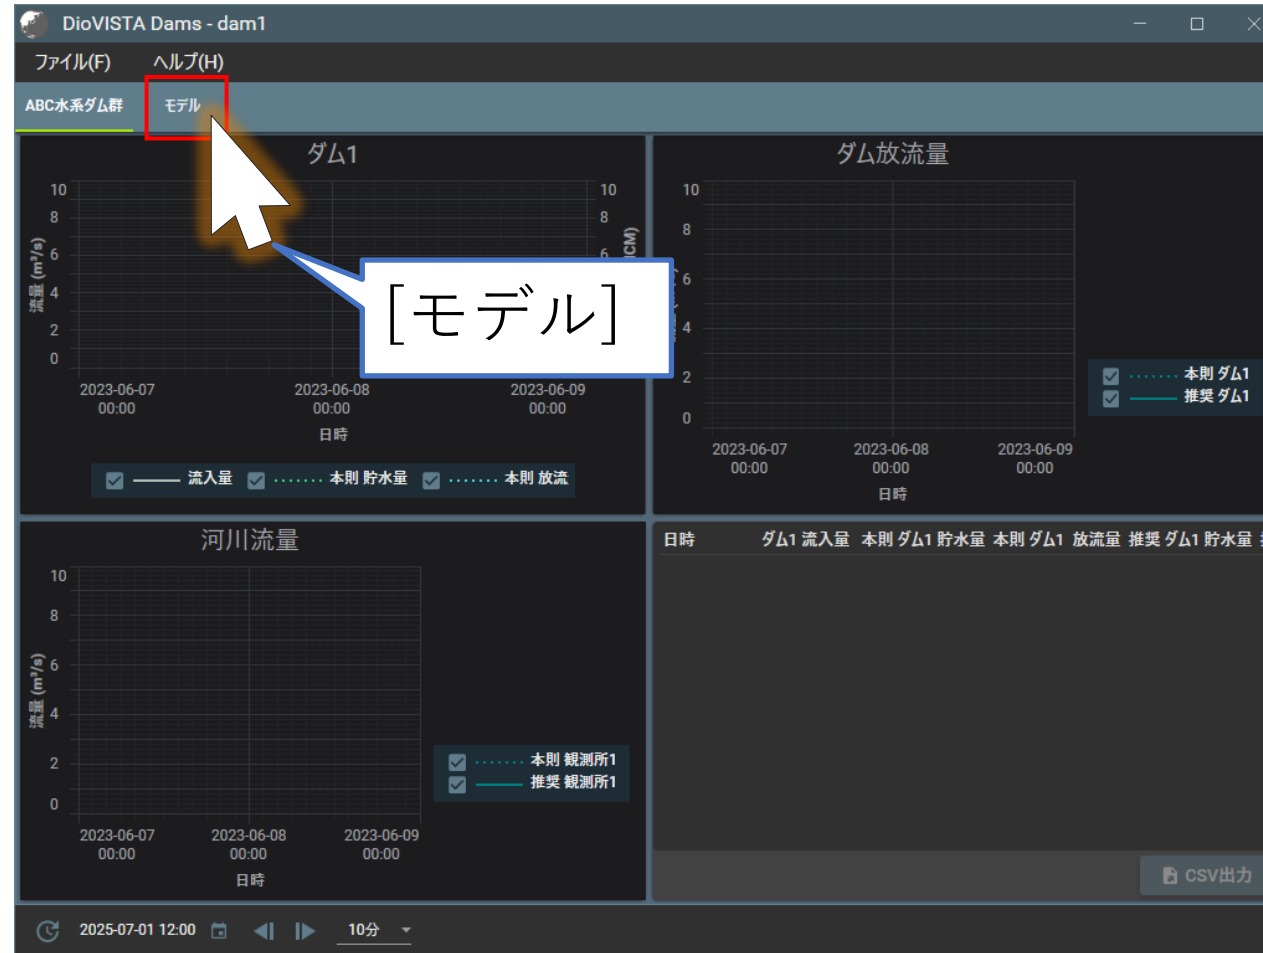 DioVISTA Dams - dam1
ファイル(F) ヘルプ(H)
ABC水系ダム群 モデル
ダム1
10
8
6
4
2
0
流量 (m³/s)
10
8
6
2023-06-07
00:00
2023-06-08
00:00
2023-06-09
00:00
日時
流入量 本則 貯水量 本則 放流
[モデル]
ダム放流量
10
8
6
4
2
0
2023-06-07
00:00
2023-06-08
00:00
2023-06-09
00:00
日時
本則 ダム1
推奨 ダム1
河川流量
10
8
6
4
2
0
流量 (m³/s)
2023-06-07
00:00
2023-06-08
00:00
2023-06-09
00:00
日時
本則 観測所1
推奨 観測所1
日時 ダム1 流入量 本則 ダム1 貯水量 本則 ダム1 放流量 推奨 ダム1 貯水量
CSV出力
2025-07-01 12:00 10分